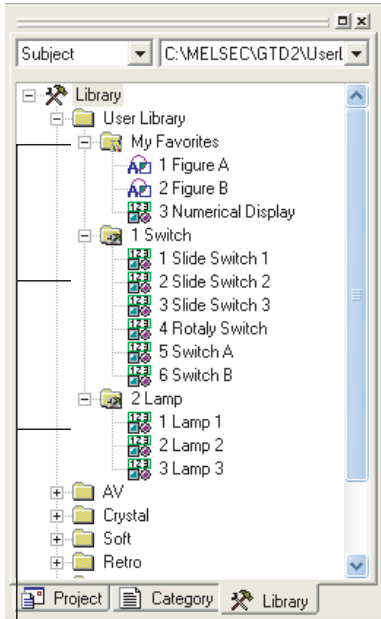 Subject C:\MELSEC\GTD2\Userl
Library
User Library
My Favorites
1 Figure A
2 Figure B
3 Numerical Display
1 Switch
1 Slide Switch 1
2 Slide Switch 2
3 Slide Switch 3
4 Rotaly Switch
5 Switch A
6 Switch B
2 Lamp
1 Lamp 1
2 Lamp 2
3 Lamp 3
AV
Crystal
Soft
Retro
Project Category Library